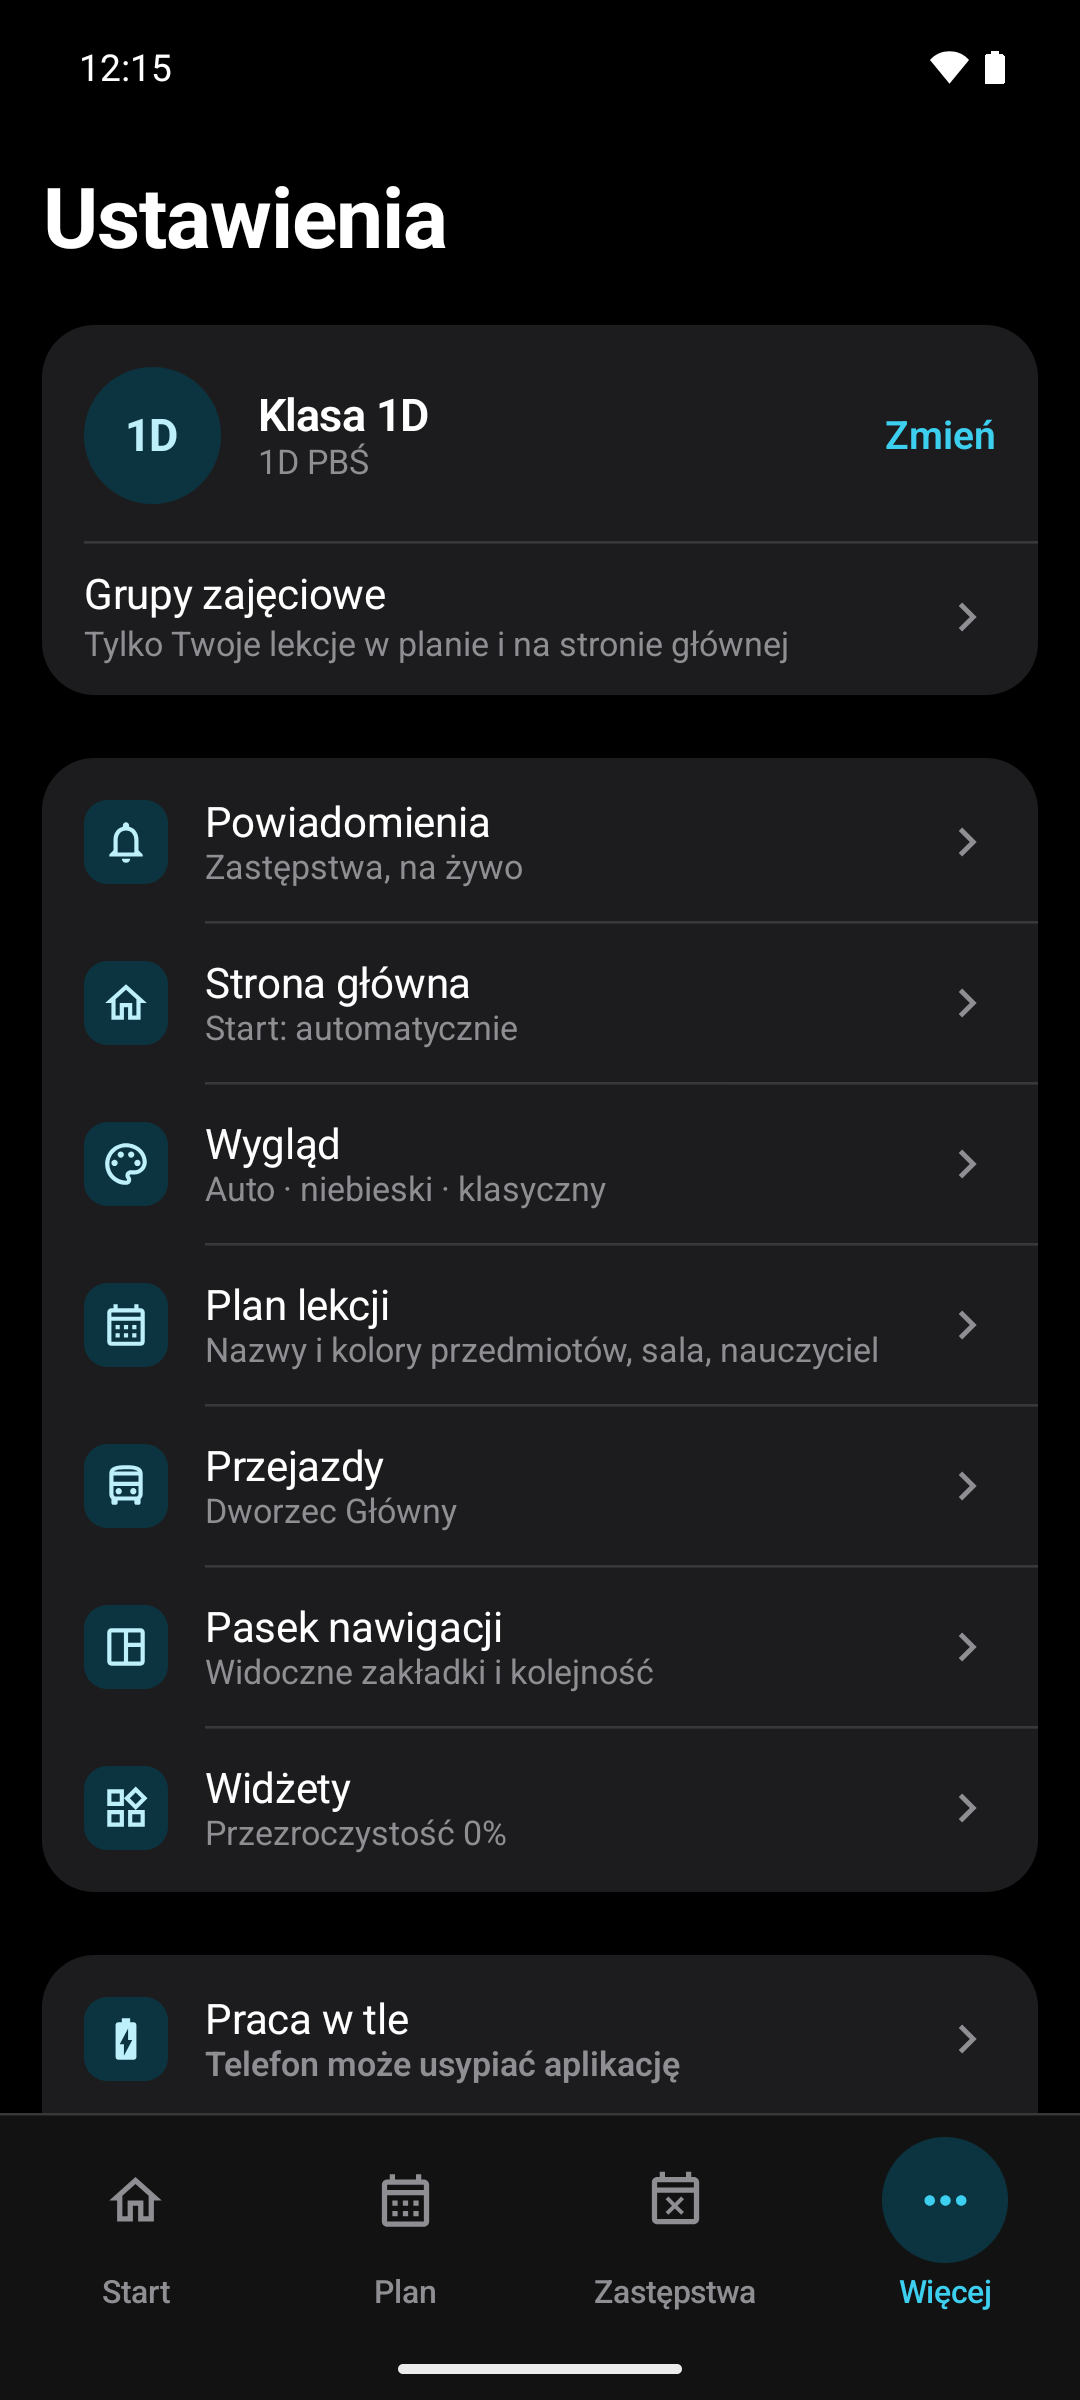 12:15
Ustawienia
1D
Klasa 1D
1D PBŚ
Zmień
Grupy zajęciowe
Tylko Twoje lekcje w planie i na stronie głównej
Powiadomienia
Zastępstwa, na żywo
Strona główna
Start: automatycznie
Wygląd
Auto · niebieski · klasyczny
Plan lekcji
Nazwy i kolory przedmiotów, sala, nauczyciel
Przejazdy
Dworzec Główny
Pasek nawigacji
Widoczne zakładki i kolejność
Widżety
Przezroczystość 0%
Praca w tle
Telefon może usypiać aplikację
Start
Plan
Zastępstwa
Więcej